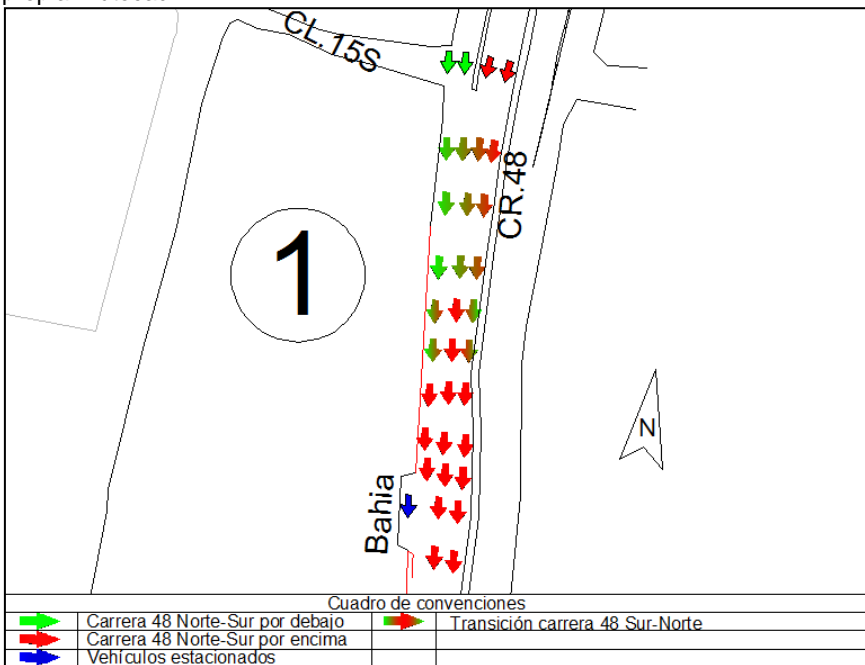 CL.15S
CR.48
1
N
Bahia
Cuadro de convenciones
Carrera 48 Norte-Sur por debajo
Transición carrera 48 Sur-Norte
Carrera 48 Norte-Sur por encima
Vehículos estacionados